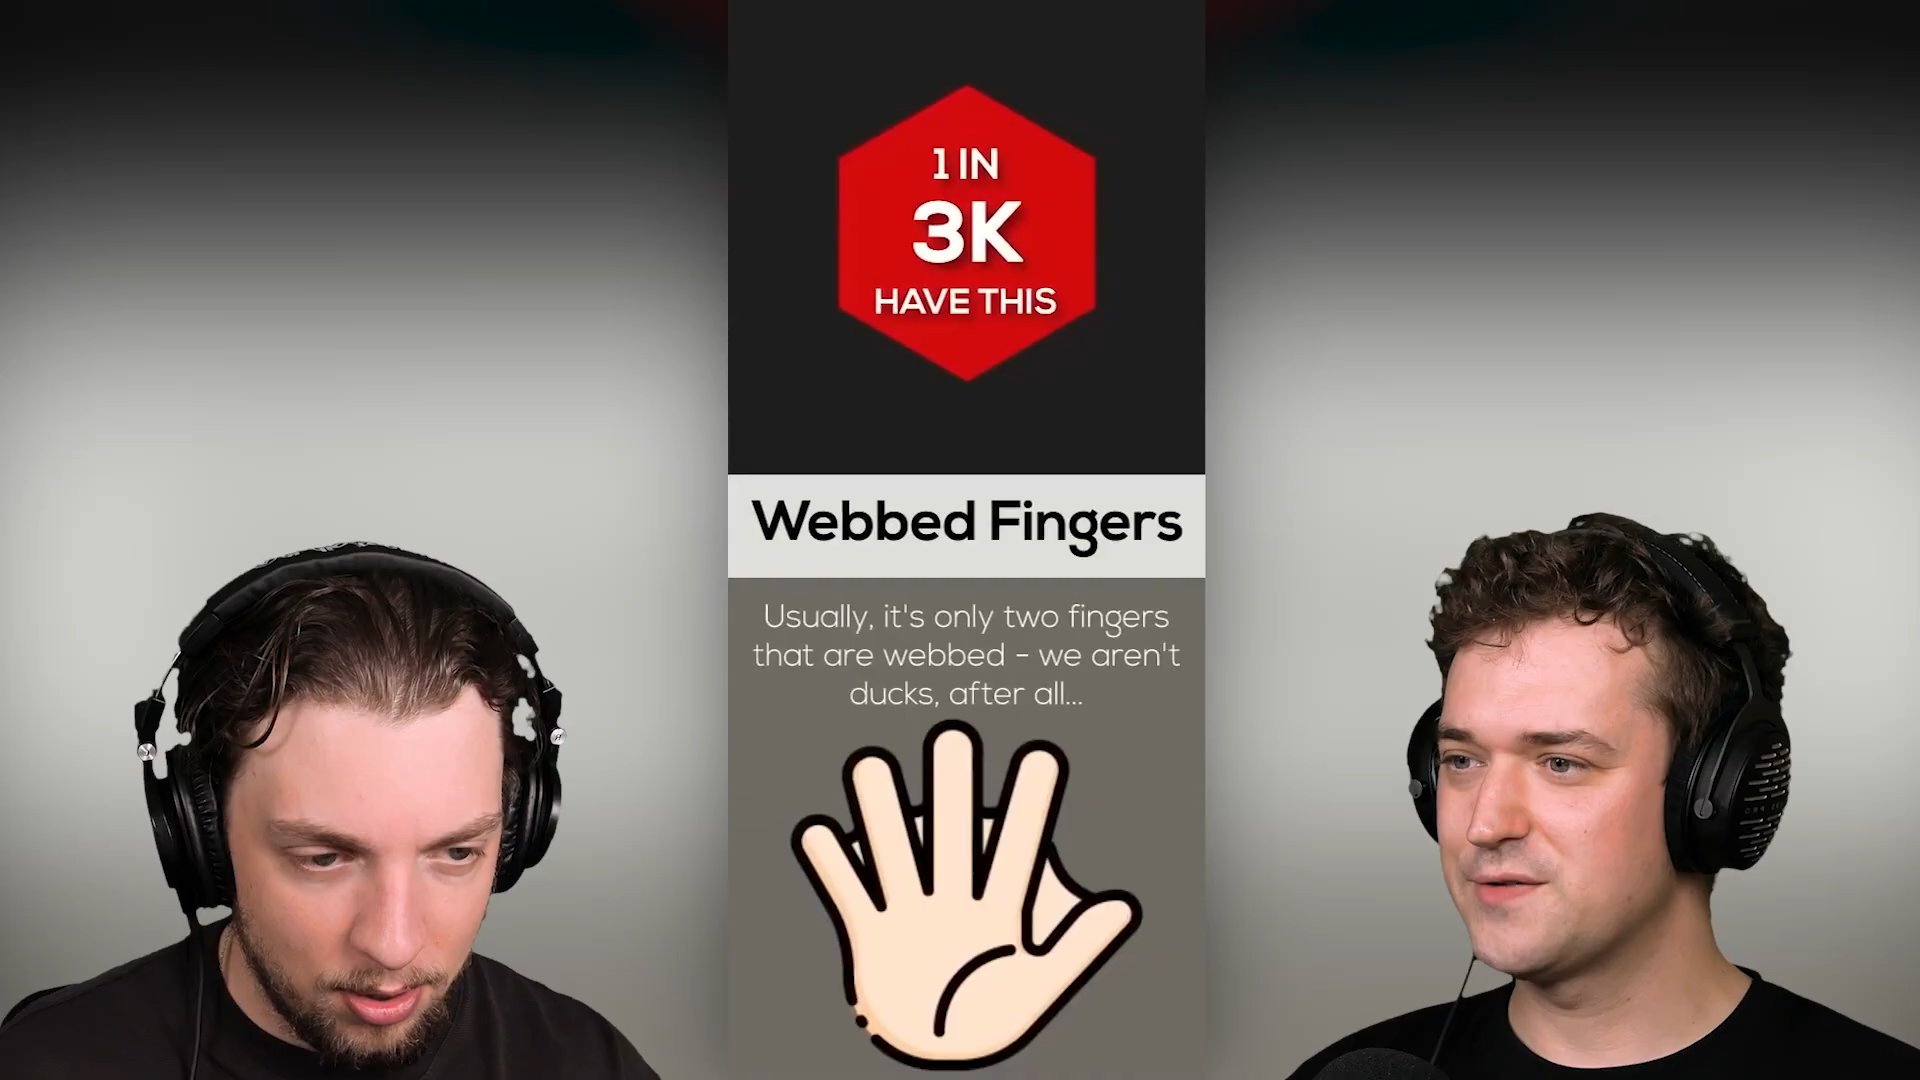 1 IN
3K
HAVE THIS
Webbed Fingers
Usually, it's only two fingers
that are webbed - we aren't
ducks, after all...